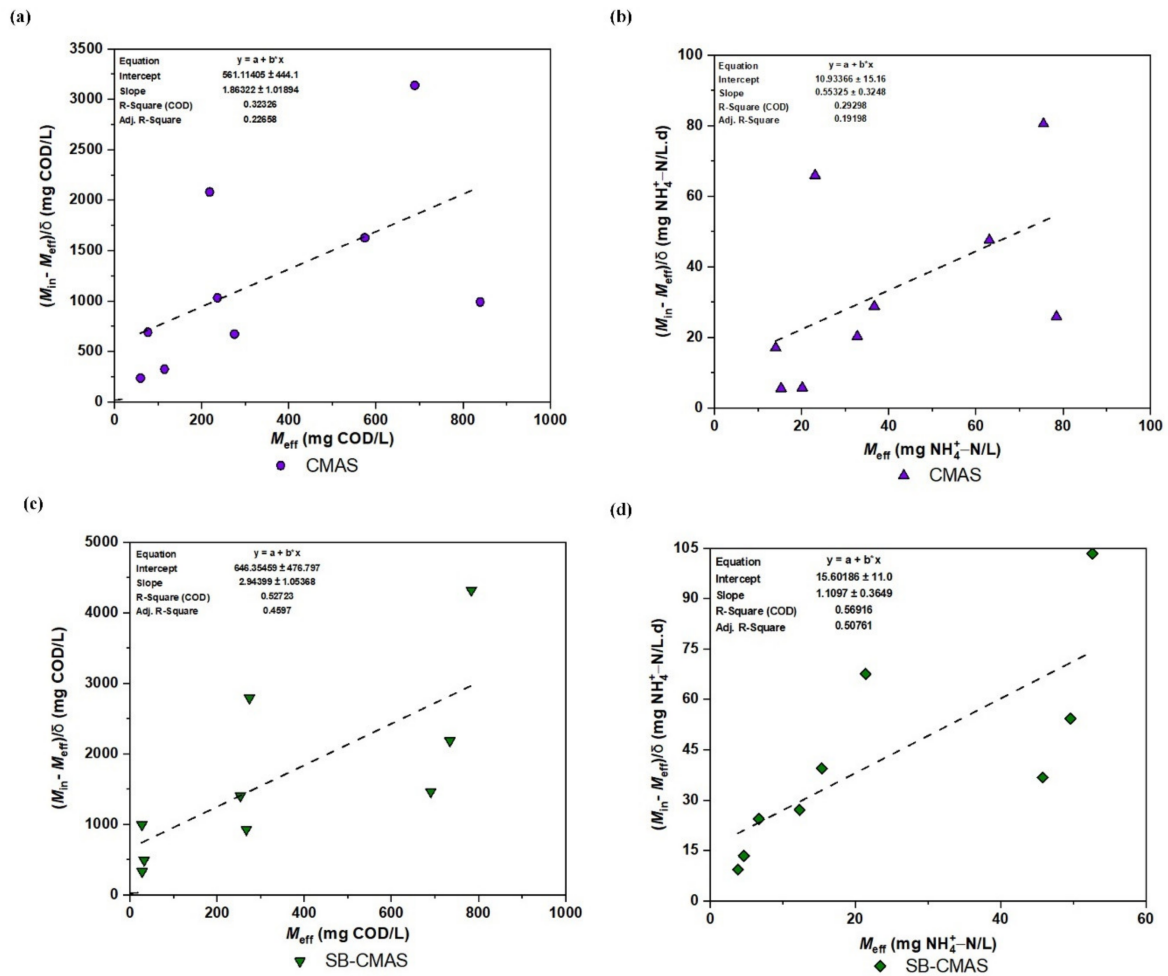 (a)
Equation y = a + b*x
Intercept 561.11405 ± 444.1
Slope 1.86322 ± 1.01894
R-Square (COD) 0.32326
Adj. R-Square 0.22658
3500
3000
2500
2000
1500
1000
500
0
(Min- Meff)/δ (mg COD/L)
0 200 400 600 800 1000
Meff (mg COD/L)
CMAS
(b)
Equation y = a + b*x
Intercept 10.93366 ± 15.16
Slope 0.55325 ± 0.3248
R-Square (COD) 0.29298
Adj. R-Square 0.19198
100
80
60
40
20
0
(Min- Meff)/δ (mg NH4+–N/L.d)
0 20 40 60 80 100
Meff (mg NH4+–N/L)
CMAS
(c)
Equation y = a + b*x
Intercept 646.35459 ± 476.797
Slope 2.94399 ± 1.05368
R-Square (COD) 0.52723
Adj. R-Square 0.4597
5000
4000
3000
2000
1000
0
(Min- Meff)/δ (mg COD/L)
0 200 400 600 800 1000
Meff (mg COD/L)
SB-CMAS
(d)
Equation y = a + b*x
Intercept 15.60186 ± 11.0
Slope 1.1097 ± 0.3649
R-Square (COD) 0.56916
Adj. R-Square 0.50761
105
90
75
60
45
30
15
0
(Min- Meff)/δ (mg NH4+–N/L.d)
0 20 40 60
Meff (mg NH4+–N/L)
SB-CMAS